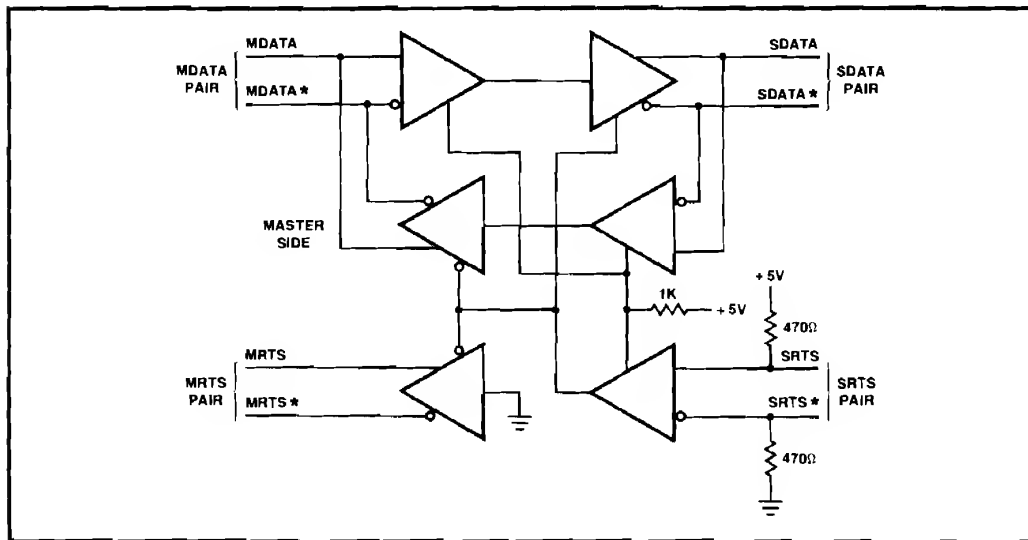 MDATA
MDATA
PAIR
MDATA*
SDATA
SDATA
PAIR
SDATA*
MASTER
SIDE
1K
+5V
+5V
470Ω
MRTS
MRTS
PAIR
MRTS*
SRTS
SRTS
PAIR
SRTS*
470Ω